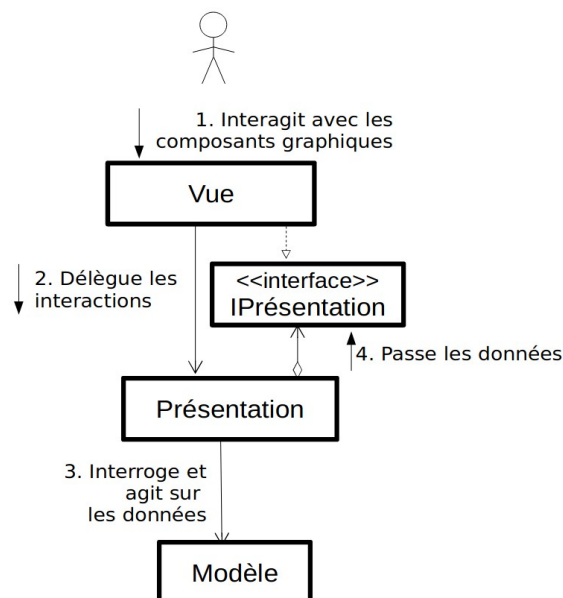 1. Interagit avec les
composants graphiques
Vue
2. Délègue les
interactions
<<interface>>
IPrésentation
4. Passe les données
Présentation
3. Interroge et
agit sur
les données
Modèle